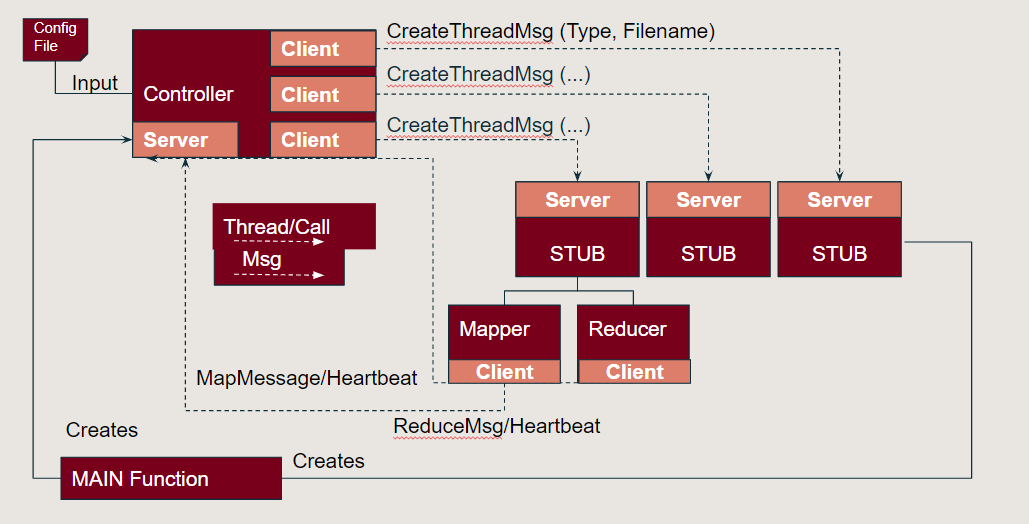 Config
File
Client
CreateThreadMsg (Type, Filename)
Input
Controller
Client
CreateThreadMsg (...)
Server
Client
CreateThreadMsg (...)
Server
Server
Server
STUB
STUB
STUB
Thread/Call
Msg
Mapper
Reducer
Client
Client
MapMessage/Heartbeat
ReduceMsg/Heartbeat
Creates
Creates
MAIN Function